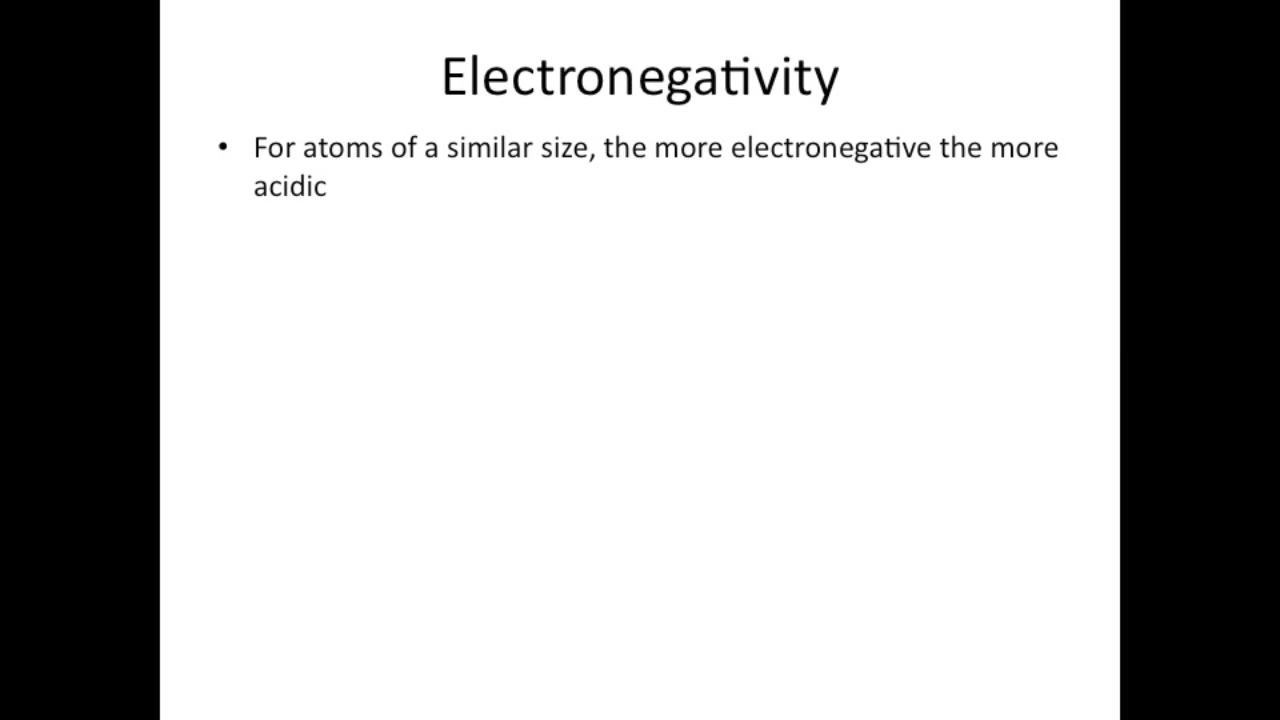 Electronegativity
• For atoms of a similar size, the more electronegative the more
acidic